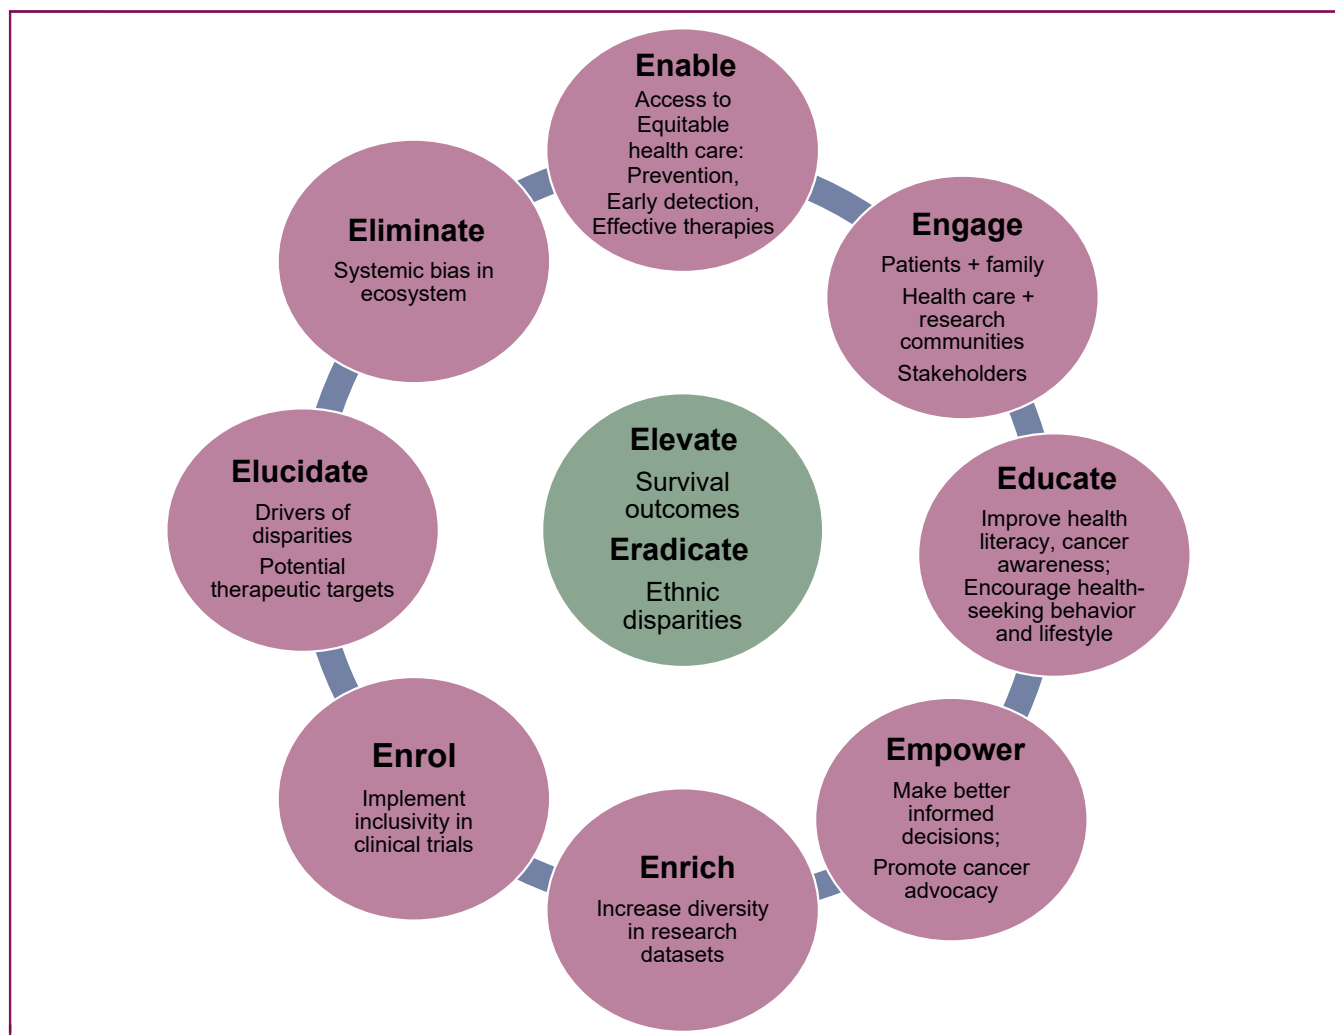 Enable
Access to
Equitable
health care:
Prevention,
Early detection,
Effective therapies
Engage
Patients + family
Health care +
research
communities
Stakeholders
Educate
Improve health
literacy, cancer
awareness;
Encourage health-
seeking behavior
and lifestyle
Empower
Make better
informed
decisions;
Promote cancer
advocacy
Enrich
Increase diversity
in research
datasets
Enrol
Implement
inclusivity in
clinical trials
Elucidate
Drivers of
disparities
Potential
therapeutic targets
Eliminate
Systemic bias in
ecosystem
Elevate
Survival
outcomes
Eradicate
Ethnic
disparities